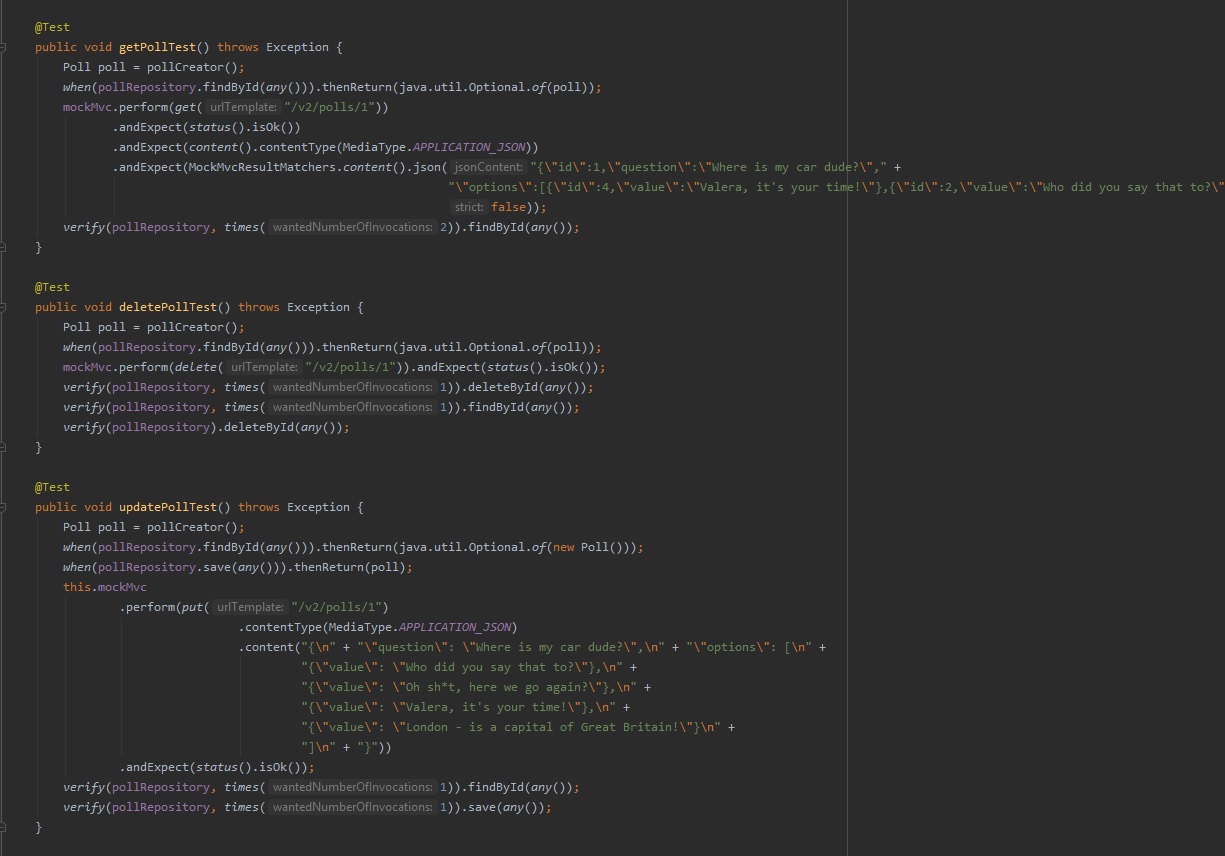 @Test
public void getPollTest() throws Exception {
Poll poll = pollCreator();
when(pollRepository.findById(any())).thenReturn(java.util.Optional.of(poll));
mockMvc.perform(get( urlTemplate: "/v2/polls/1"))
.andExpect(status().isOk())
.andExpect(content().contentType(MediaType.APPLICATION_JSON))
.andExpect(MockMvcResultMatchers.content().json( jsonContent: "{\"id\":1,\"question\":\"Where is my car dude?\"," +
"\"options\":[{\"id\":4,\"value\":\"Valera, it's your time!\"},{\"id\":2,\"value\":\"Who did you say that to?\"
strict: false));
verify(pollRepository, times( wantedNumberOfInvocations: 2)).findById(any());
}
@Test
public void deletePollTest() throws Exception {
Poll poll = pollCreator();
when(pollRepository.findById(any())).thenReturn(java.util.Optional.of(poll));
mockMvc.perform(delete( urlTemplate: "/v2/polls/1")).andExpect(status().isOk());
verify(pollRepository, times( wantedNumberOfInvocations: 1)).deleteById(any());
verify(pollRepository, times( wantedNumberOfInvocations: 1)).findById(any());
verify(pollRepository).deleteById(any());
}
@Test
public void updatePollTest() throws Exception {
Poll poll = pollCreator();
when(pollRepository.findById(any())).thenReturn(java.util.Optional.of(new Poll()));
when(pollRepository.save(any())).thenReturn(poll);
this.mockMvc
.perform(put( urlTemplate: "/v2/polls/1")
.contentType(MediaType.APPLICATION_JSON)
.content("{\n" + "\"question\": \"Where is my car dude?\",\n" + "\"options\": [\n" +
"{\"value\": \"Who did you say that to?\"},\n" +
"{\"value\": \"Oh sh*t, here we go again?\"},\n" +
"{\"value\": \"Valera, it's your time!\"},\n" +
"{\"value\": \"London - is a capital of Great Britain!\"}\n" +
"]\n" + "}"))
.andExpect(status().isOk());
verify(pollRepository, times( wantedNumberOfInvocations: 1)).findById(any());
verify(pollRepository, times( wantedNumberOfInvocations: 1)).save(any());
}